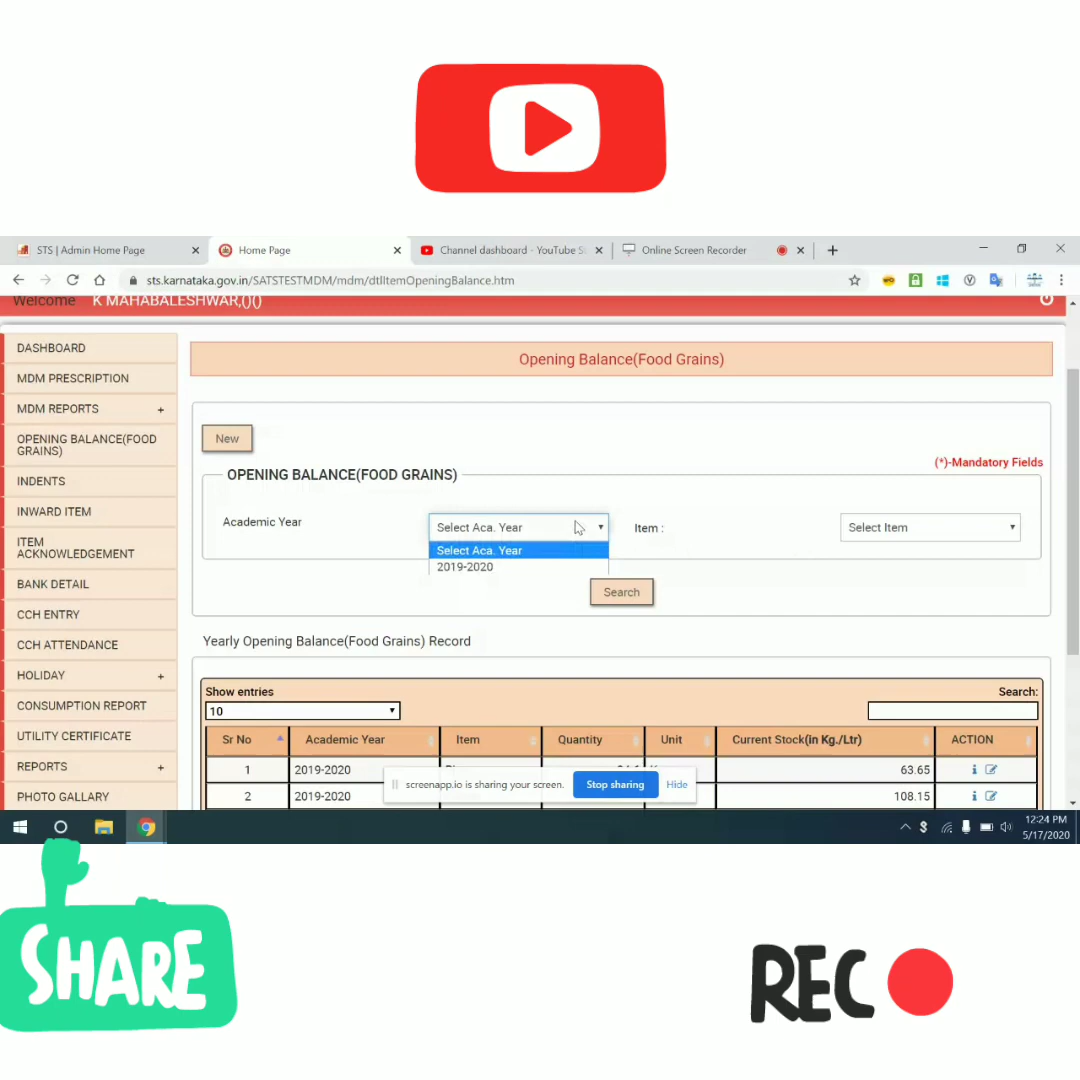 STS | Admin Home Page
Home Page
Channel dashboard - YouTube St
Online Screen Recorder
sts.karnataka.gov.in/SATSTESTMDM/mdm/dtlItemOpeningBalance.htm
Welcome K MAHABALESHWAR,()()
DASHBOARD
MDM PRESCRIPTION
MDM REPORTS +
OPENING BALANCE(FOOD
GRAINS)
INDENTS
INWARD ITEM
ITEM
ACKNOWLEDGEMENT
BANK DETAIL
CCH ENTRY
CCH ATTENDANCE
HOLIDAY +
CONSUMPTION REPORT
UTILITY CERTIFICATE
REPORTS +
PHOTO GALLARY
Opening Balance(Food Grains)
New
(*)-Mandatory Fields
OPENING BALANCE(FOOD GRAINS)
Academic Year
Select Aca. Year
Item :
Select Item
Select Aca. Year
2019-2020
Search
Yearly Opening Balance(Food Grains) Record
Show entries
Search:
10
Sr No Academic Year Item Quantity Unit Current Stock(in Kg./Ltr) ACTION
1 2019-2020 63.65
2 2019-2020 108.15
screenapp.io is sharing your screen. Stop sharing Hide
12:24 PM
5/17/2020
SHARE
REC